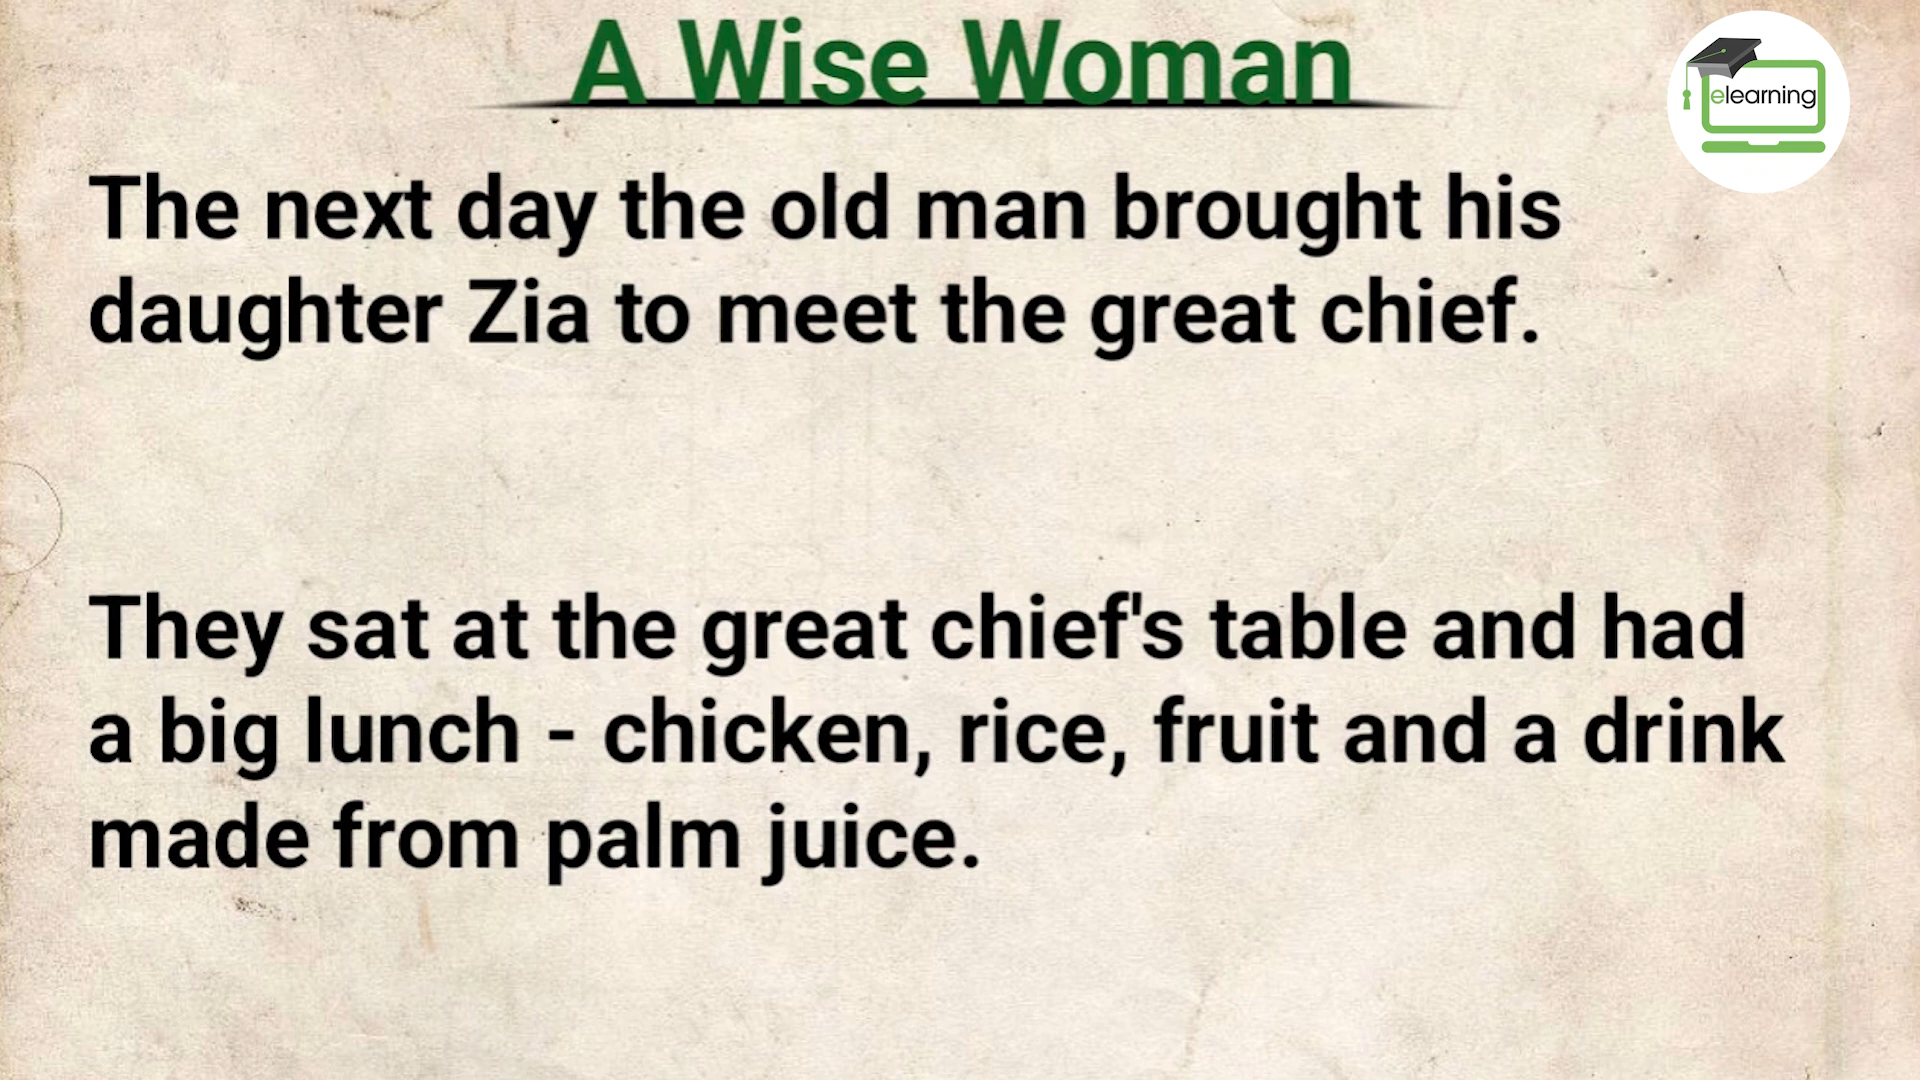 A Wise Woman
elearning
The next day the old man brought his
daughter Zia to meet the great chief.
They sat at the great chief's table and had
a big lunch - chicken, rice, fruit and a drink
made from palm juice.